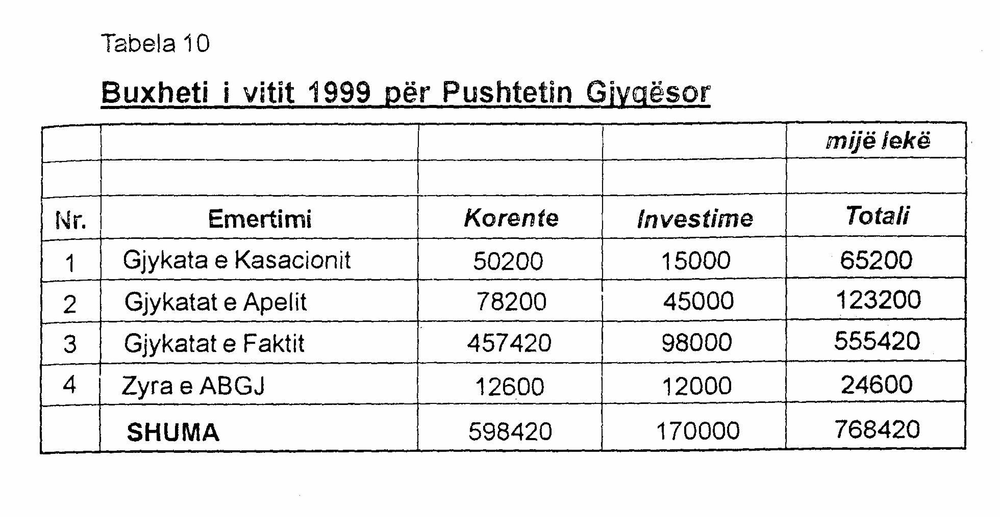 Tabela 10
Buxheti i vitit 1999 për Pushtetin Gjyqësor
mijë lekë
Nr. Emertimi Korente Investime Totali
1 Gjykata e Kasacionit 50200 15000 65200
2 Gjykatat e Apelit 78200 45000 123200
3 Gjykatat e Faktit 457420 98000 555420
4 Zyra e ABGJ 12600 12000 24600
SHUMA 598420 170000 768420